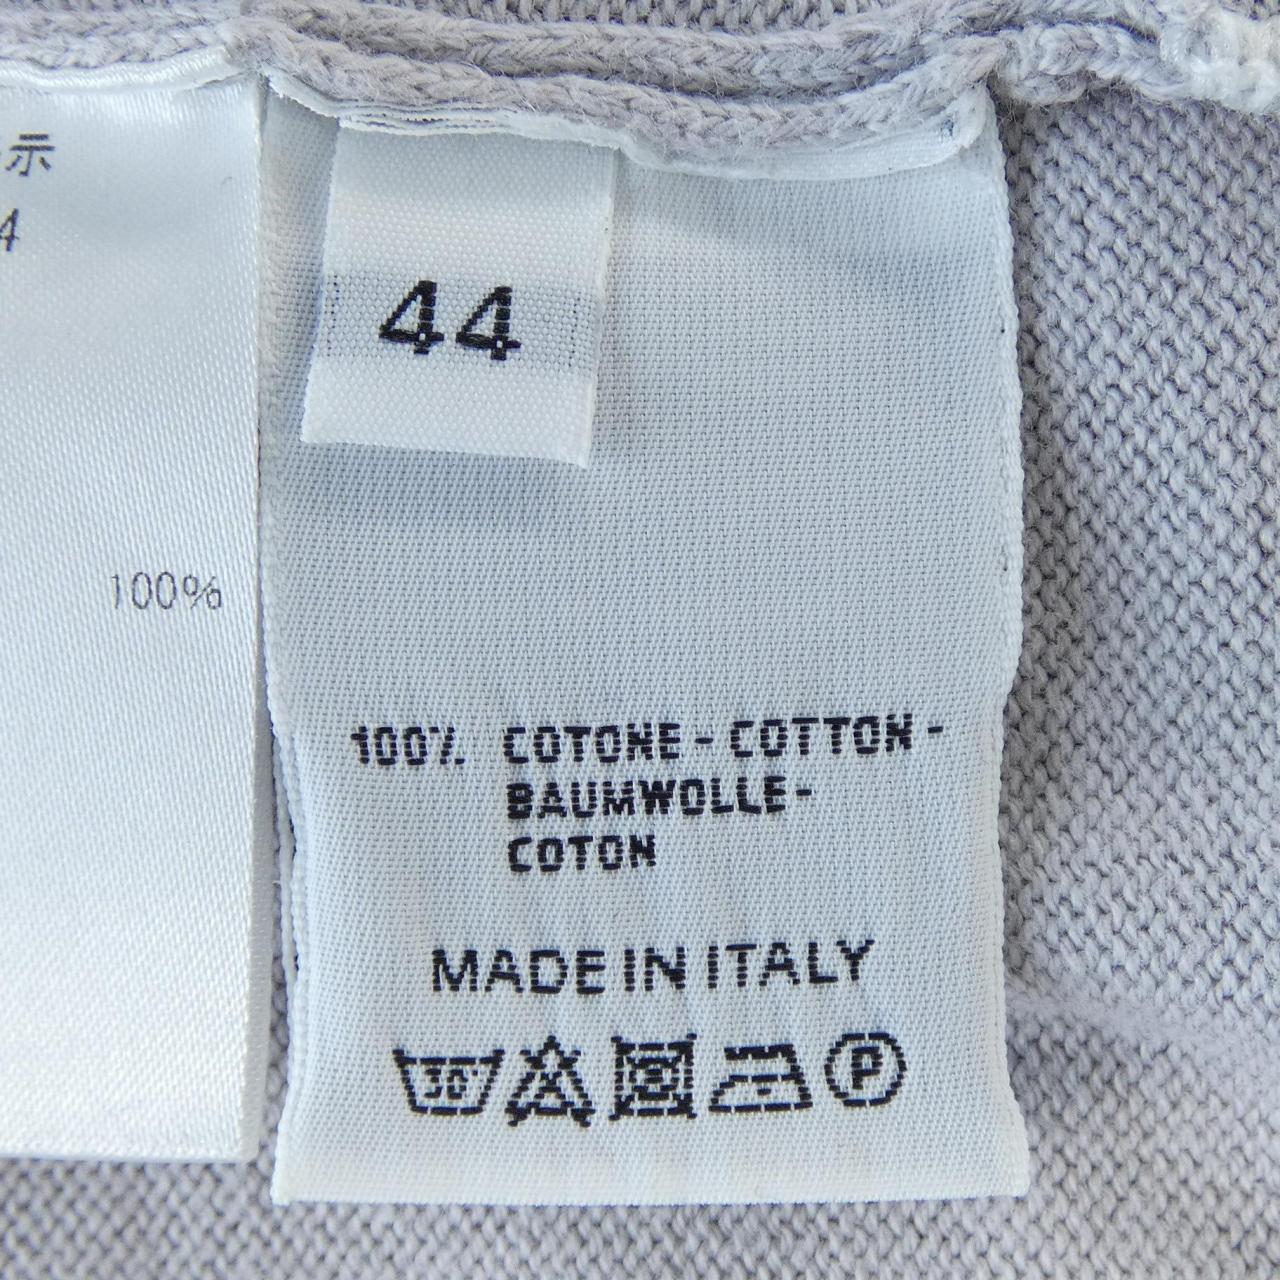 示
4
100%
44
100% COTONE - COTTON -
BAUMWOLLE-
COTON
MADE IN ITALY
30°
P